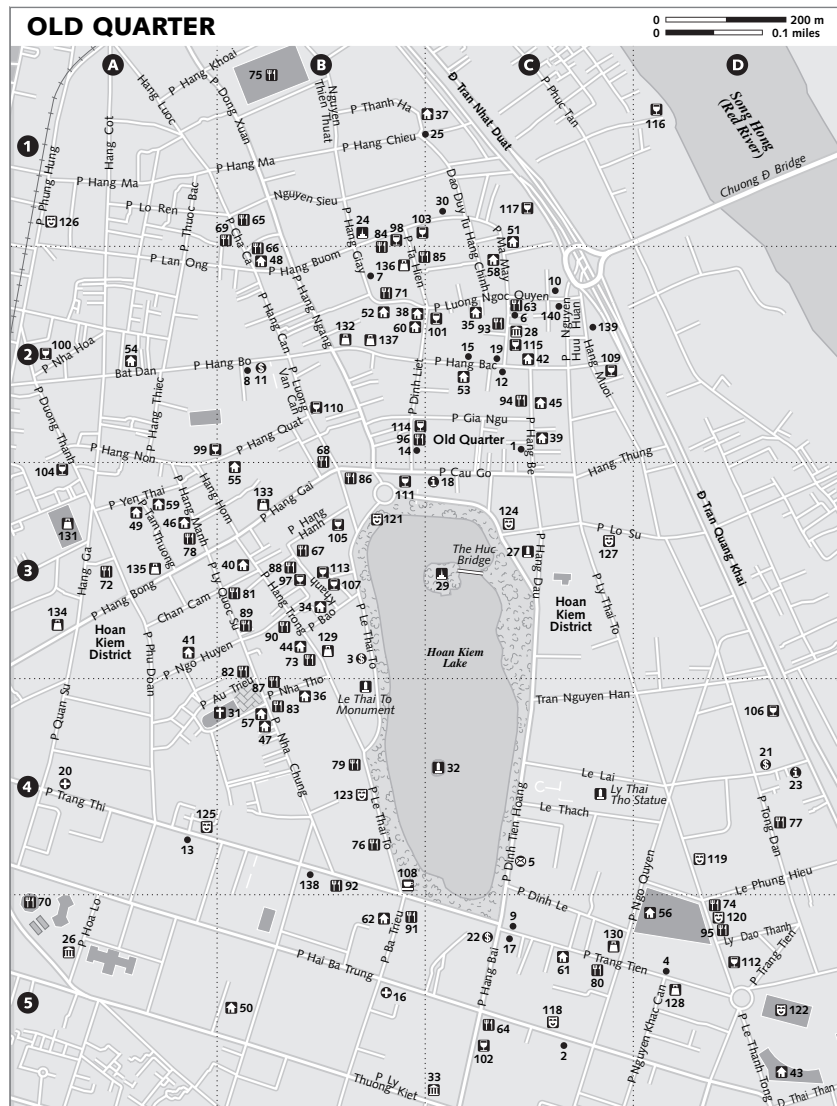 OLD QUARTER
0 200 m
0 0.1 miles
A
B
C
D
P Hang Khoai
75
Hang Luoc
P Dong Xuan
Nguyen
Thien Thuat
P Thanh Ha
37
Đ Tran Nhat Duat
P Phuc Tan
116
Song Hong
(Red River)
Hang Cot
P Hang Chieu
25
1
P Phung Hung
P Hang Ma
P Hang Ma
Nguyen Sieu
Dao Duy Tu
30
117
Chuong Đ Bridge
126
P Lo Ren
P Thuoc Bac
65
69
P Cha Ca
66
48
P Lan Ong
P Hang Buom
24
84
98
103
P Hang Giay
P Ta Hien
136
7
85
Hang Chinh
P Ma May
51
58
10
71
P Hang Ngang
P Hang Can
52
38
60
101
P Luong Ngoc Quyen
35
93
63
6
28
140
P Nguyen
Huu Huan
139
2
100
P Nha Hoa
54
Bat Dan
P Hang Bo
8
11
132
137
15
19
115
42
P Hang Bac
53
12
Hang Muoi
109
P Duong Thanh
P Hang Thiec
P Luong
Van Can
110
P Dinh Liet
94
45
P Gia Ngu
114
96
14
Old Quarter
1
39
P Hang Be
Hang Thung
P Hang Non
99
P Hang Quat
68
104
55
86
111
18
P Cau Go
P Yen Thai
59
49
P Tam Thuong
46
P Hang Manh
78
Hang Hom
133
P Hang Gai
P Hang
Hanh
105
121
124
P Lo Su
127
27
P Hang Dau
Đ Tran Quang Khai
131
3
Hang Ga
72
135
P Hang Bong
40
67
88
97
113
107
Khanh
P Hang Trong
34
P Bao
The Huc
Bridge
29
P Ly Thai To
134
Chan Cam
81
P Ly Quoc Su
89
90
44
73
129
P Le Thai To
3
Hoan
Kiem
District
Hoan Kiem
Lake
Hoan
Kiem
District
41
P Ngo Huyen
P Phu Doan
82
87
P Au Trieu
P Nha Tho
36
83
31
57
47
Le Thai To
Monument
Tran Nguyen Han
106
P Quan Su
P Nha Chung
79
32
21
23
4
20
P Trang Thi
123
P Le Thai To
Le Lai
Ly Thai
Tho Statue
Le Thach
P Tong Dan
77
125
13
76
P Dinh Tien Hoang
5
119
138
92
108
Le Phung Hieu
P Ngo Quyen
P Dinh Le
70
P Hoa Lo
26
62
91
P Ba Trieu
9
22
17
56
74
120
95
Ly Dao Thanh
130
P Trang Tien
61
80
4
112
P Trang Tien
128
P Hai Ba Trung
5
50
16
P Hang Bai
64
102
118
2
P Nguyen Khac Can
122
P Le Thanh Tong
43
P Ly
Thuong Kiet
33
D Thai Than